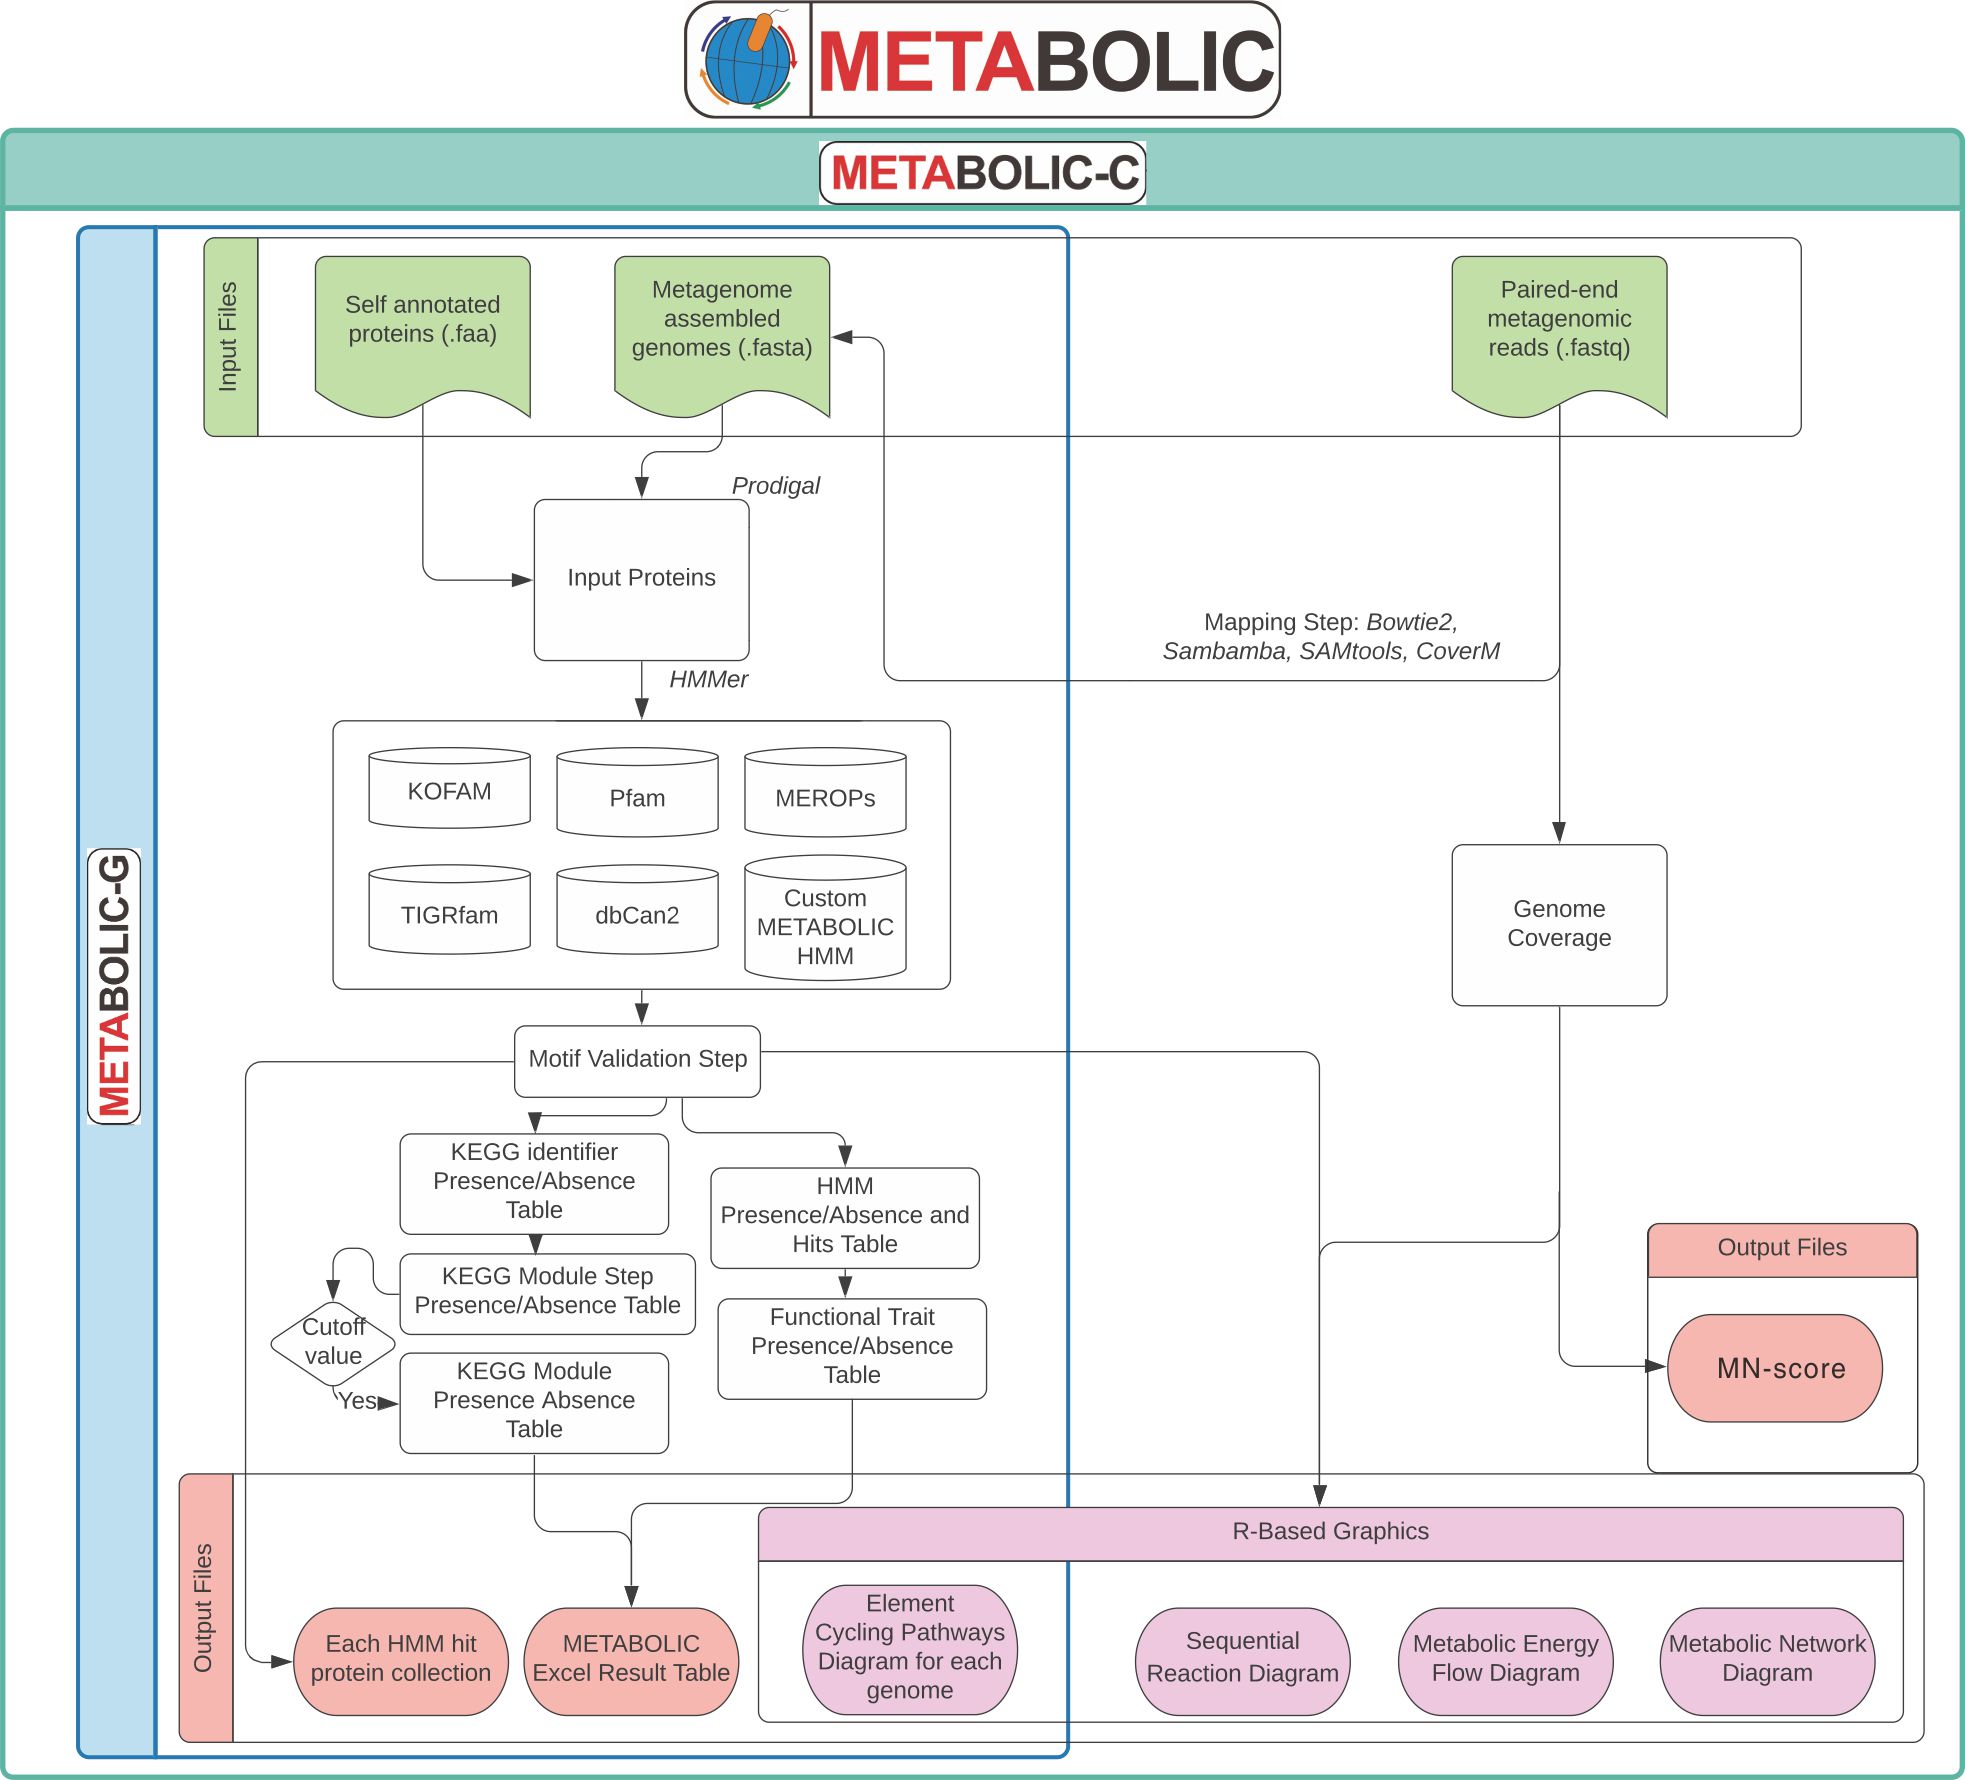 METABOLIC
METABOLIC-C
METABOLIC-G
Input Files
Self annotated
proteins (.faa)
Metagenome
assembled
genomes (.fasta)
Paired-end
metagenomic
reads (.fastq)
Prodigal
Input Proteins
Mapping Step: Bowtie2,
Sambamba, SAMtools, CoverM
HMMer
KOFAM
Pfam
MEROPs
TIGRfam
dbCan2
Custom
METABOLIC
HMM
Genome
Coverage
Motif Validation Step
KEGG identifier
Presence/Absence
Table
HMM
Presence/Absence and
Hits Table
KEGG Module Step
Presence/Absence Table
Cutoff
value
Yes
KEGG Module
Presence Absence
Table
Functional Trait
Presence/Absence
Table
Output Files
MN-score
Output Files
R-Based Graphics
Each HMM hit
protein collection
METABOLIC
Excel Result Table
Element
Cycling Pathways
Diagram for each
genome
Sequential
Reaction Diagram
Metabolic Energy
Flow Diagram
Metabolic Network
Diagram